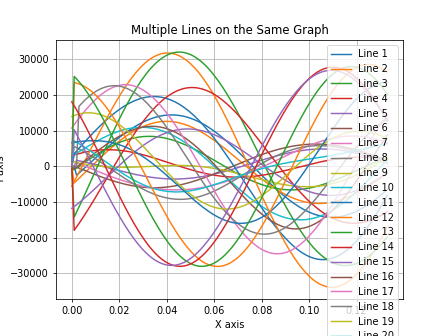 Multiple Lines on the Same Graph
30000
20000
10000
0
−10000
−20000
−30000
0.00
0.02
0.04
0.06
0.08
0.10
X axis
Line 1
Line 2
Line 3
Line 4
Line 5
Line 6
Line 7
Line 8
Line 9
Line 10
Line 11
Line 12
Line 13
Line 14
Line 15
Line 16
Line 17
Line 18
Line 19
Line 20